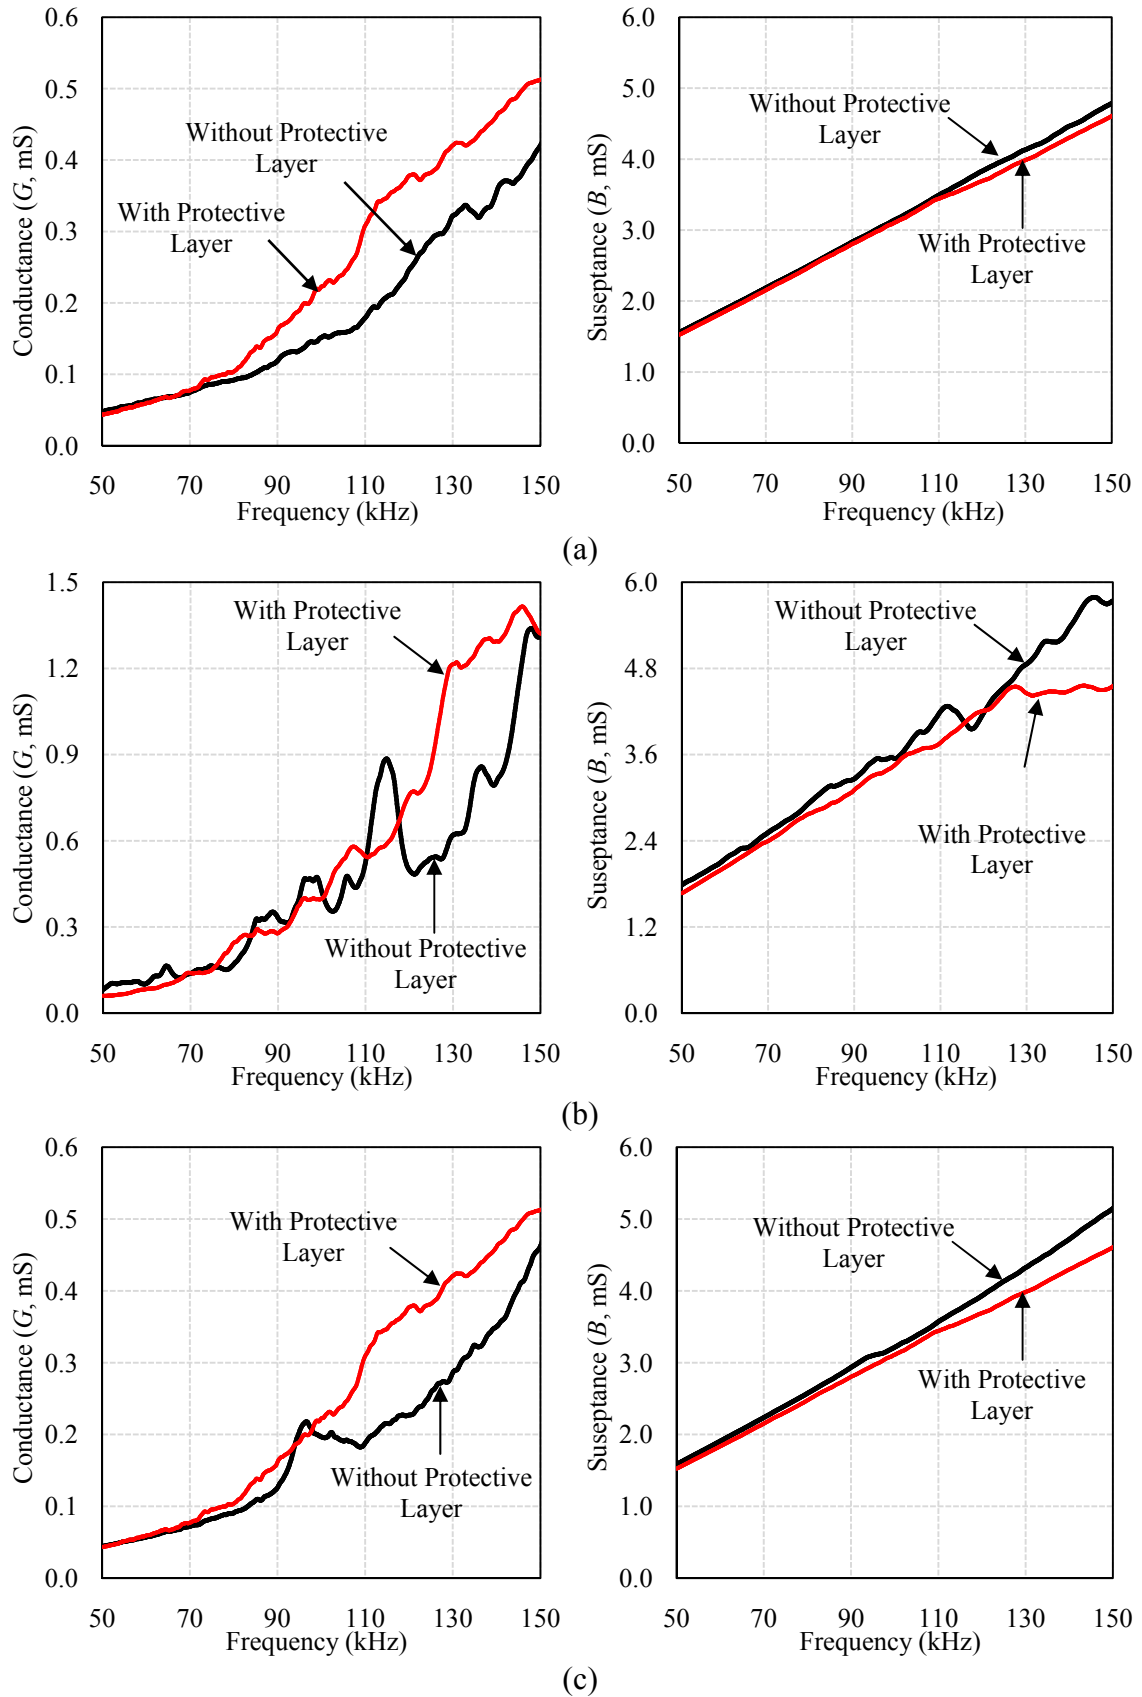 0.6
0.5
0.4
0.3
0.2
0.1
0.0
Conductance (G, mS)
Without Protective
Layer
With Protective
Layer
50 70 90 110 130 150
Frequency (kHz)
6.0
5.0
4.0
3.0
2.0
1.0
0.0
Suseptance (B, mS)
Without Protective
Layer
With Protective
Layer
50 70 90 110 130 150
Frequency (kHz)
(a)
1.5
1.2
0.9
0.6
0.3
0.0
Conductance (G, mS)
With Protective
Layer
Without Protective
Layer
50 70 90 110 130 150
Frequency (kHz)
6.0
4.8
3.6
2.4
1.2
0.0
Suseptance (B, mS)
Without Protective
Layer
With Protective
Layer
50 70 90 110 130 150
Frequency (kHz)
(b)
0.6
0.5
0.4
0.3
0.2
0.1
0.0
Conductance (G, mS)
With Protective
Layer
Without Protective
Layer
50 70 90 110 130 150
Frequency (kHz)
6.0
5.0
4.0
3.0
2.0
1.0
0.0
Suseptance (B, mS)
Without Protective
Layer
With Protective
Layer
50 70 90 110 130 150
Frequency (kHz)
(c)